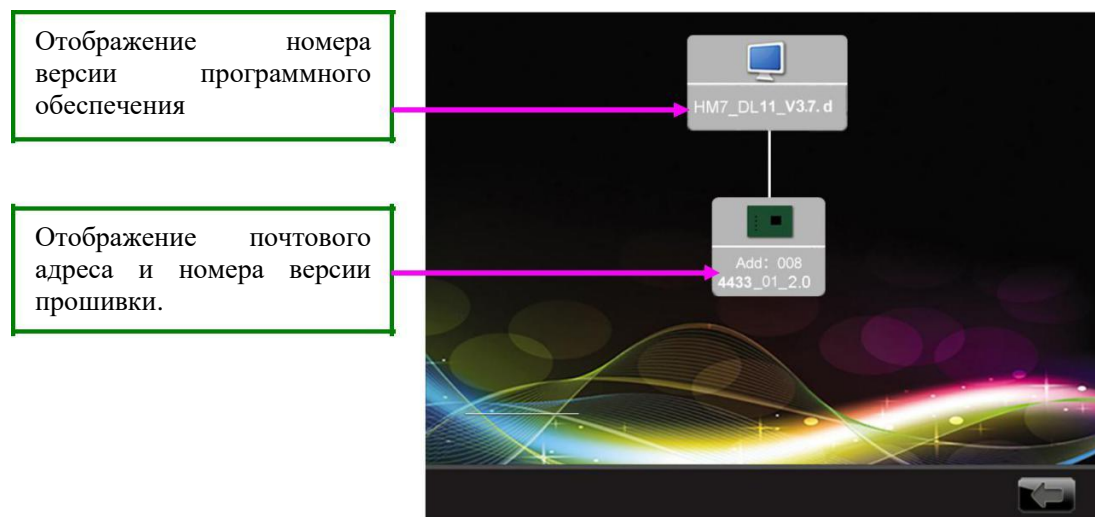 Отображение номера
версии программного
обеспечения
HM7_DL11_V3.7.d
Отображение почтового
адреса и номера версии
прошивки.
Add: 008
4433_01_2.0